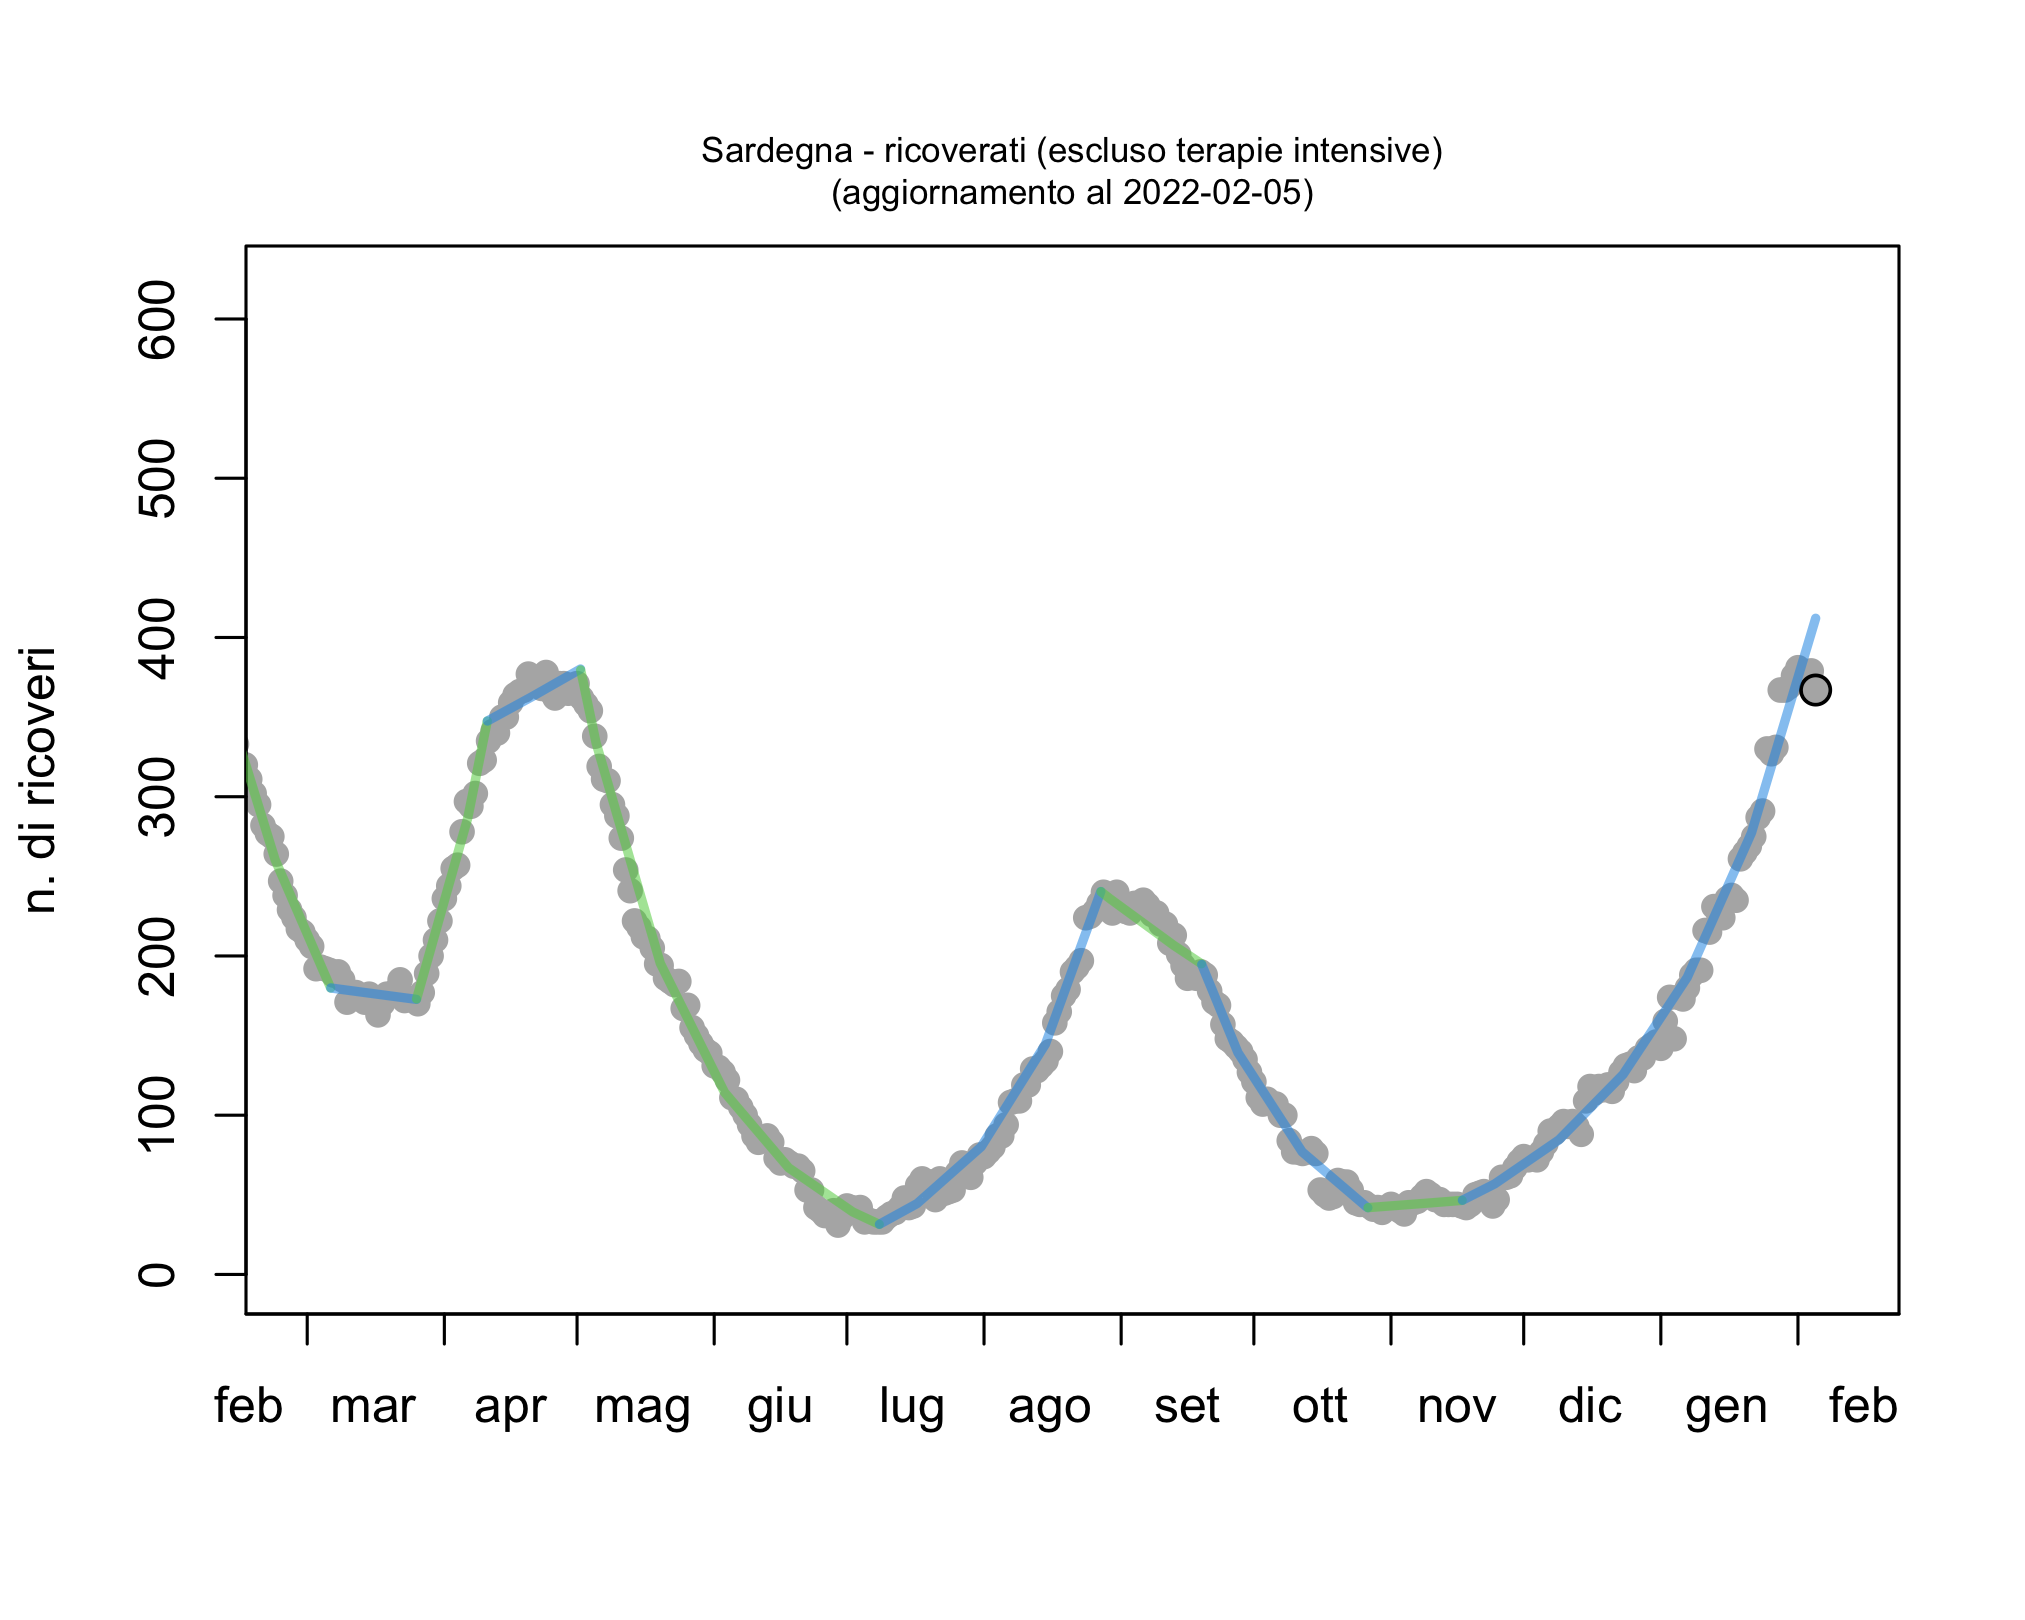 Sardegna - ricoverati (escluso terapie intensive)
(aggiornamento al 2022-02-05)
n. di ricoveri
600
500
400
300
200
100
0
feb mar apr mag giu lug ago set ott nov dic gen feb